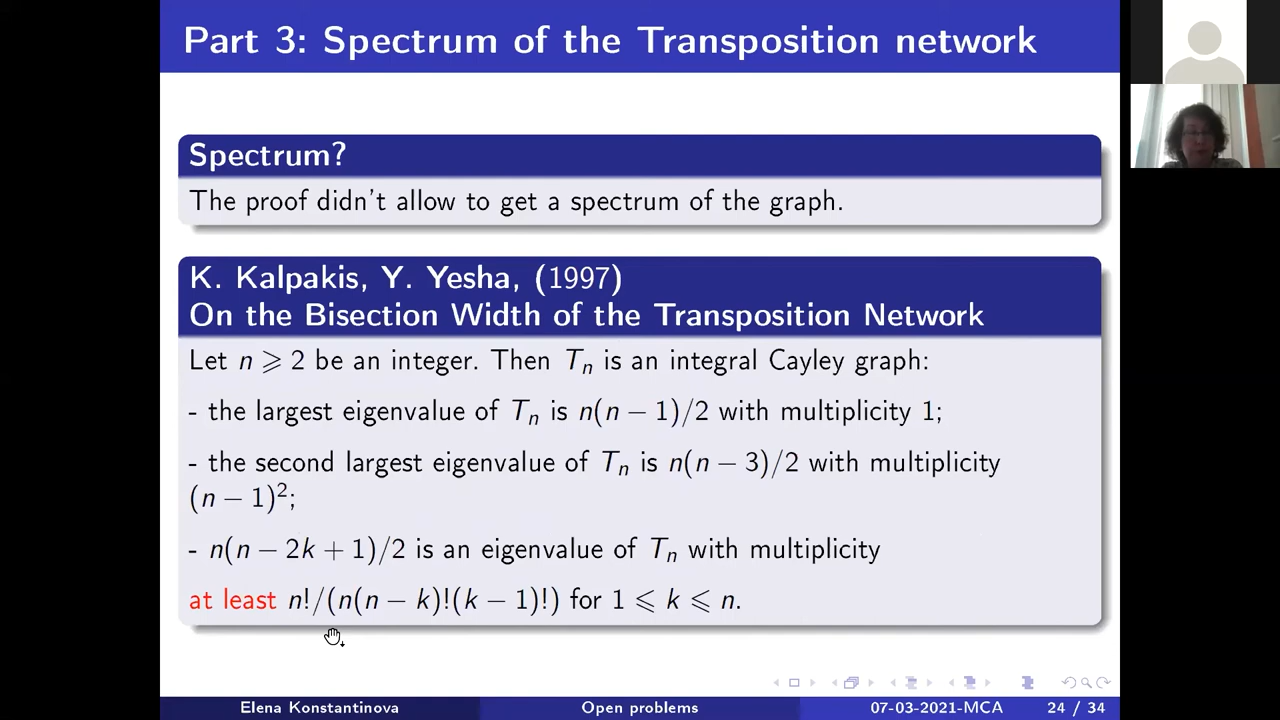 Part 3: Spectrum of the Transposition network
Spectrum?
The proof didn't allow to get a spectrum of the graph.
K. Kalpakis, Y. Yesha, (1997)
On the Bisection Width of the Transposition Network
Let n ⩾ 2 be an integer. Then Tₙ is an integral Cayley graph:
- the largest eigenvalue of Tₙ is n(n − 1)/2 with multiplicity 1;
- the second largest eigenvalue of Tₙ is n(n − 3)/2 with multiplicity
(n − 1)²;
- n(n − 2k + 1)/2 is an eigenvalue of Tₙ with multiplicity
at least n!/(n(n − k)!(k − 1)!) for 1 ⩽ k ⩽ n.
Elena Konstantinova Open problems 07-03-2021-MCA 24 / 34